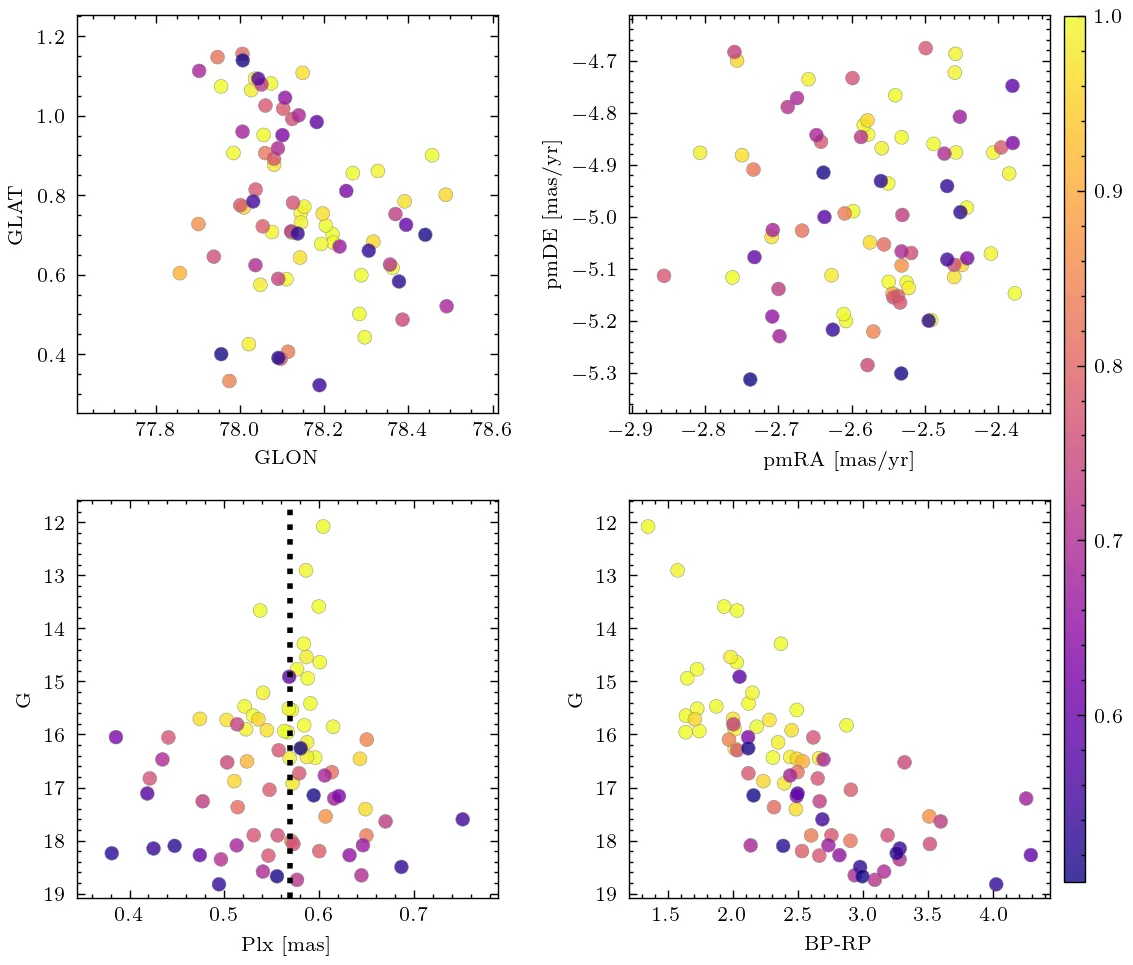 1.2
1.0
0.8
0.6
0.4
GLAT
77.8 78.0 78.2 78.4 78.6
GLON
−4.7
−4.8
−4.9
−5.0
−5.1
−5.2
−5.3
pmDE [mas/yr]
−2.9 −2.8 −2.7 −2.6 −2.5 −2.4
pmRA [mas/yr]
1.0
0.9
0.8
0.7
0.6
12
13
14
15
16
17
18
19
G
0.4 0.5 0.6 0.7
Plx [mas]
12
13
14
15
16
17
18
19
G
1.5 2.0 2.5 3.0 3.5 4.0
BP-RP